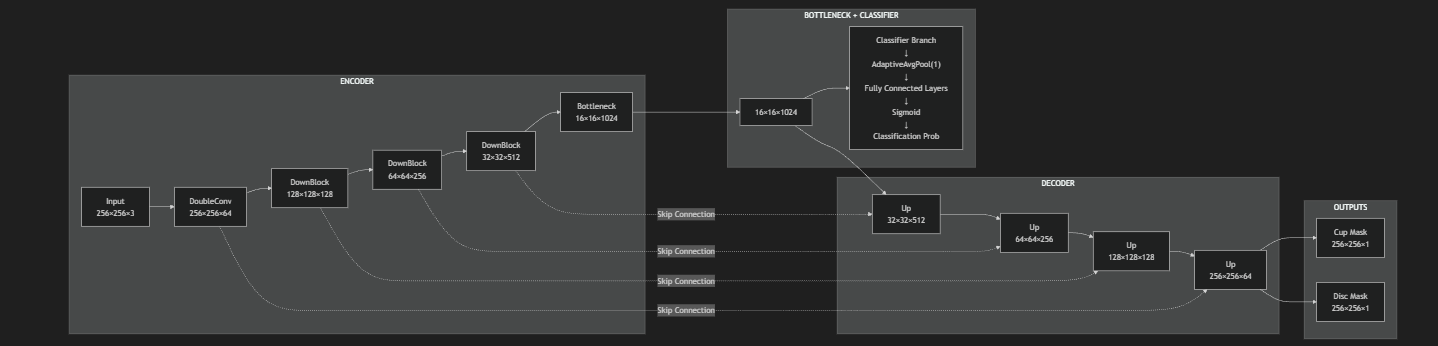 BOTTLENECK + CLASSIFIER
Classifier Branch
↓
AdaptiveAvgPool(1)
↓
Fully Connected Layers
↓
Sigmoid
↓
Classification Prob
16×16×1024
ENCODER
Bottleneck
16×16×1024
DownBlock
32×32×512
DownBlock
64×64×256
DownBlock
128×128×128
Input
256×256×3
DoubleConv
256×256×64
Skip Connection
Skip Connection
Skip Connection
Skip Connection
DECODER
Up
32×32×512
Up
64×64×256
Up
128×128×128
Up
256×256×64
OUTPUTS
Cup Mask
256×256×1
Disc Mask
256×256×1